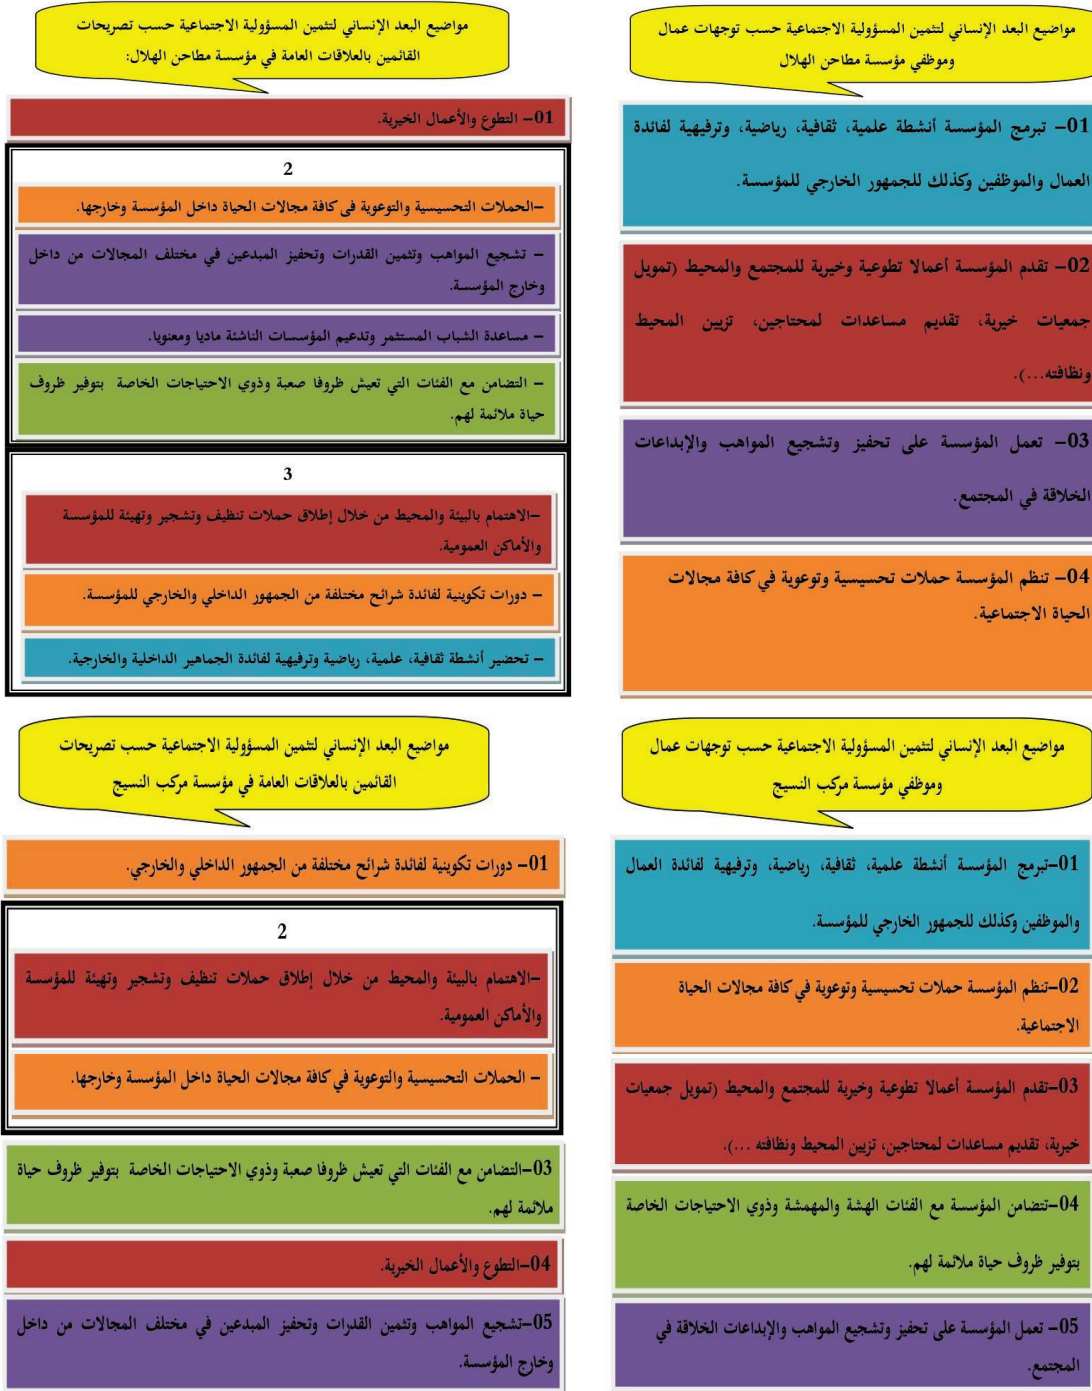 مواضيع البعد الإنساني لتثمين المسؤولية الاجتماعية حسب توجهات عمال
وموظفي مؤسسة مطاحن الهلال
01- تبرمج المؤسسة أنشطة علمية، ثقافية، رياضية، وترفيهية لفائدة
العمال والموظفين وكذلك للجمهور الخارجي للمؤسسة.
02- تقدم المؤسسة أعمالا تطوعية وخيرية للمجتمع والمحيط (تمويل
جمعيات خيرية، تقديم مساعدات لمحتاجين، تزيين المحيط
ونظافته...).
03- تعمل المؤسسة على تحفيز وتشجيع المواهب والإبداعات
الخلاقة في المجتمع.
04- تنظم المؤسسة حملات تحسيسية وتوعوية في كافة مجالات
الحياة الاجتماعية.
مواضيع البعد الإنساني لتثمين المسؤولية الاجتماعية حسب تصريحات
القائمين بالعلاقات العامة في مؤسسة مطاحن الهلال:
01- التطوع والأعمال الخيرية.
2
-الحملات التحسيسية والتوعوية في كافة مجالات الحياة داخل المؤسسة وخارجها.
- تشجيع المواهب وتثمين القدرات وتحفيز المبدعين في مختلف المجالات من داخل
وخارج المؤسسة.
- مساعدة الشباب المستثمر وتدعيم المؤسسات الناشئة ماديا ومعنويا.
- التضامن مع الفئات التي تعيش ظروفا صعبة وذوي الاحتياجات الخاصة بتوفير ظروف
حياة ملائمة لهم.
3
-الاهتمام بالبيئة والمحيط من خلال إطلاق حملات تنظيف وتشجير وتهيئة للمؤسسة
والأماكن العمومية.
- دورات تكوينية لفائدة شرائح مختلفة من الجمهور الداخلي والخارجي للمؤسسة.
- تحضير أنشطة ثقافية، علمية، رياضية وترفيهية لفائدة الجماهير الداخلية والخارجية.
مواضيع البعد الإنساني لتثمين المسؤولية الاجتماعية حسب توجهات عمال
وموظفي مؤسسة مركب النسيج
01-تبرمج المؤسسة أنشطة علمية، ثقافية، رياضية، وترفيهية لفائدة العمال
والموظفين وكذلك للجمهور الخارجي للمؤسسة.
02-تنظم المؤسسة حملات تحسيسية وتوعوية في كافة مجالات الحياة
الاجتماعية.
03-تقدم المؤسسة أعمالا تطوعية وخيرية للمجتمع والمحيط (تمويل جمعيات
خيرية، تقديم مساعدات لمحتاجين، تزيين المحيط ونظافته ...).
04-تتضامن المؤسسة مع الفئات الهشة والمهمشة وذوي الاحتياجات الخاصة
بتوفير ظروف حياة ملائمة لهم.
05- تعمل المؤسسة على تحفيز وتشجيع المواهب والإبداعات الخلاقة في
المجتمع.
مواضيع البعد الإنساني لتثمين المسؤولية الاجتماعية حسب تصريحات
القائمين بالعلاقات العامة في مؤسسة مركب النسيج
01- دورات تكوينية لفائدة شرائح مختلفة من الجمهور الداخلي والخارجي.
2
-الاهتمام بالبيئة والمحيط من خلال إطلاق حملات تنظيف وتشجير وتهيئة للمؤسسة
والأماكن العمومية.
- الحملات التحسيسية والتوعوية في كافة مجالات الحياة داخل المؤسسة وخارجها.
03-التضامن مع الفئات التي تعيش ظروفا صعبة وذوي الاحتياجات الخاصة بتوفير ظروف حياة
ملائمة لهم.
04-التطوع والأعمال الخيرية.
05-تشجيع المواهب وتثمين القدرات وتحفيز المبدعين في مختلف المجالات من داخل
وخارج المؤسسة.